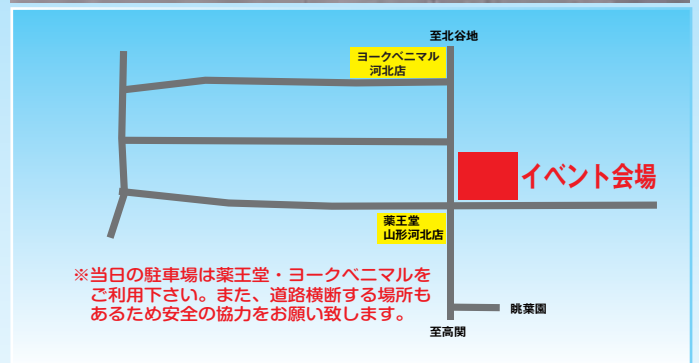 至北谷地
ヨークベニマル
河北店
イベント会場
薬王堂
山形河北店
※当日の駐車場は薬王堂・ヨークベニマルを
ご利用下さい。また、道路横断する場所も
あるため安全の協力をお願い致します。
眺葉園
至高関